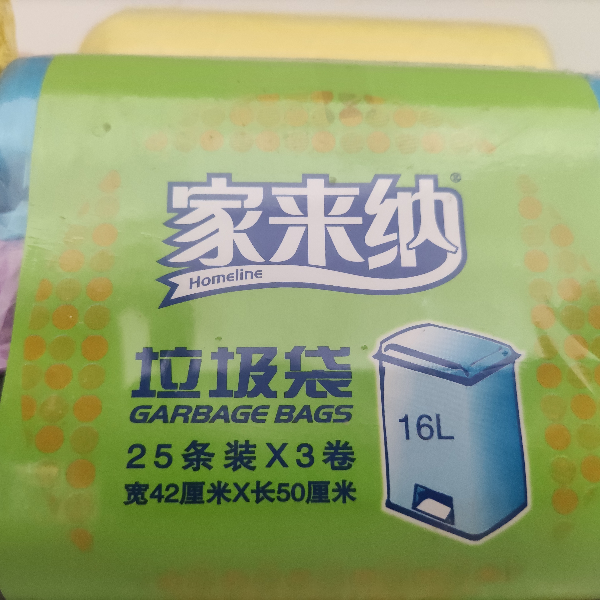 家来纳®
Homeline
垃圾袋
GARBAGE BAGS
16L
25条装X3卷
宽42厘米X长50厘米